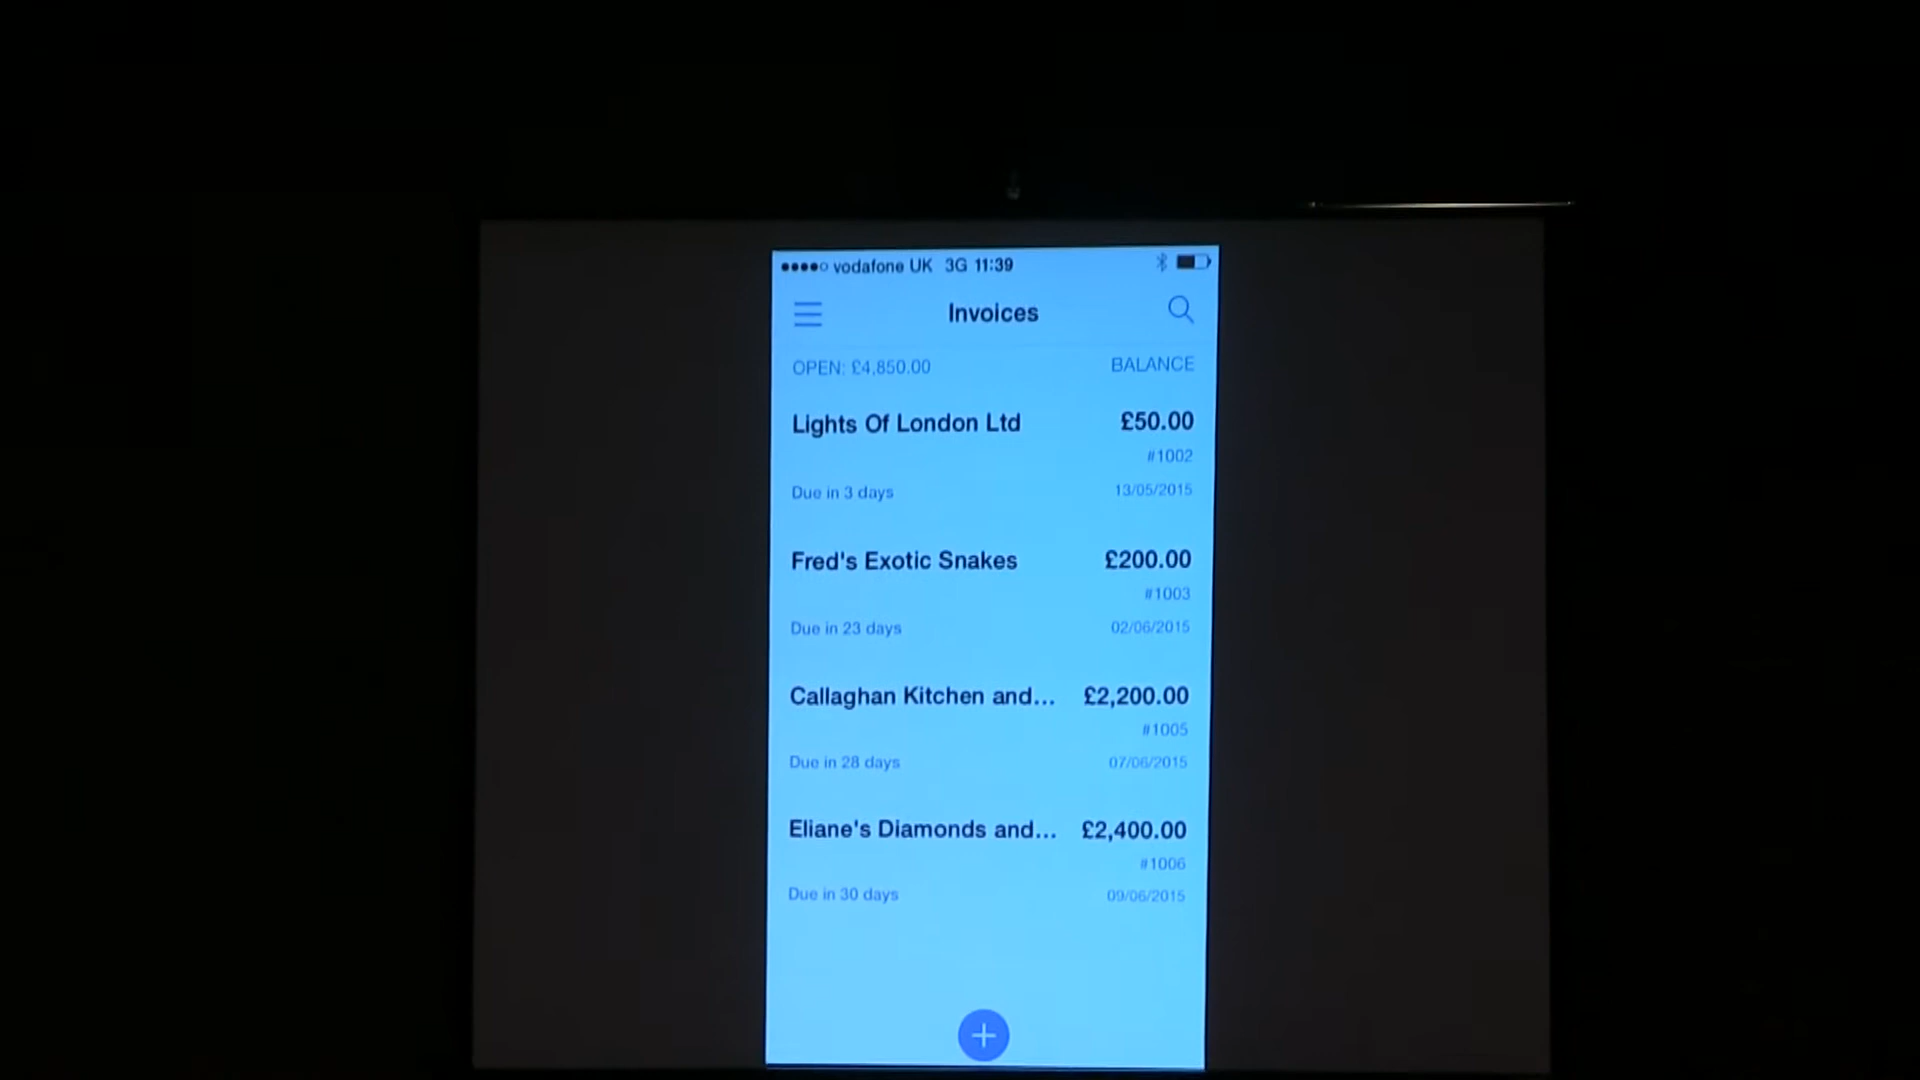 vodafone UK 3G 11:39
Invoices
OPEN: £4,850.00 BALANCE
Lights Of London Ltd £50.00
#1002
Due in 3 days 13/05/2015
Fred's Exotic Snakes £200.00
#1003
Due in 23 days 02/06/2015
Callaghan Kitchen and... £2,200.00
#1005
Due in 28 days 07/06/2015
Eliane's Diamonds and... £2,400.00
#1006
Due in 30 days 09/06/2015